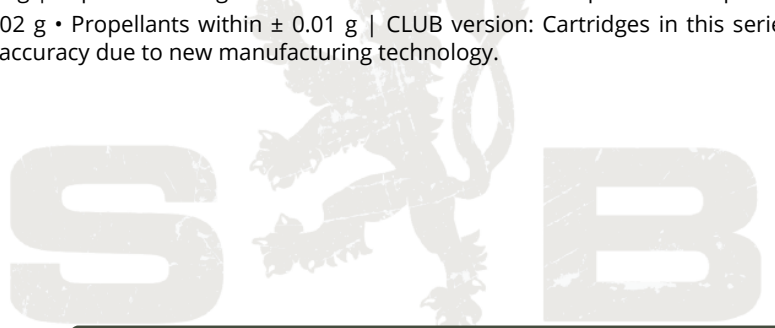 02 g • Propellants within ± 0.01 g | CLUB version: Cartridges in this serie
accuracy due to new manufacturing technology.
S B